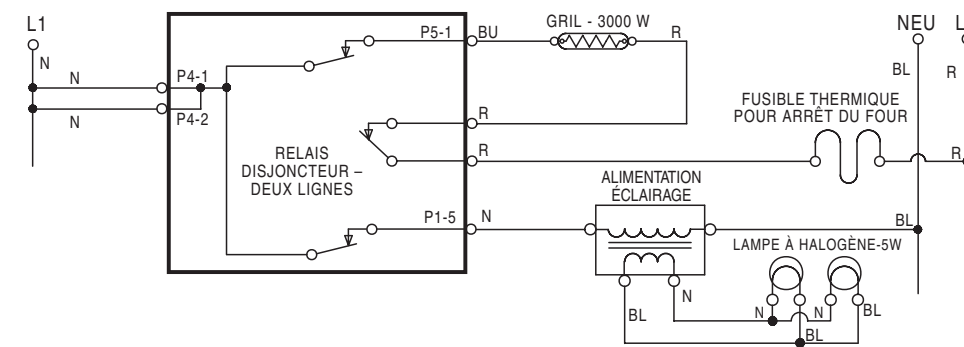 L1
NEU
L
GRIL - 3000 W
P5-1
BU
R
N
BL
R
N
P4-1
FUSIBLE THERMIQUE
POUR ARRÊT DU FOUR
R
N
P4-2
RELAIS
DISJONCTEUR –
DEUX LIGNES
R
R
ALIMENTATION
ÉCLAIRAGE
P1-5
N
BL
LAMPE À HALOGÈNE-5W
N
BL
N
N
BL
BL